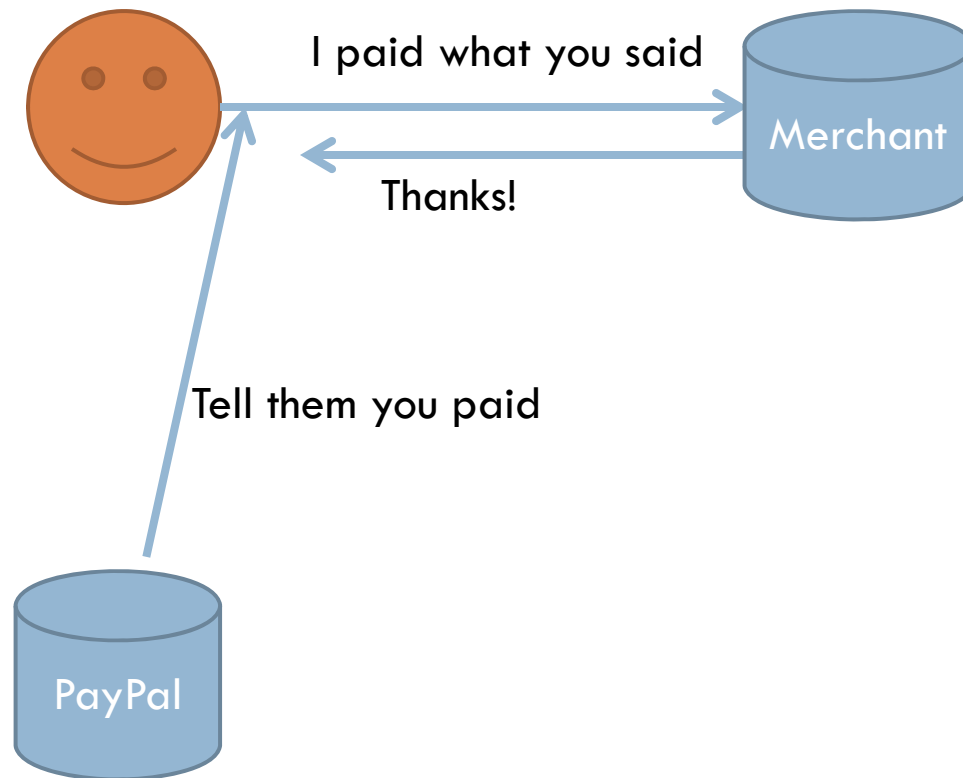 I paid what you said
Merchant
Thanks!
Tell them you paid
PayPal